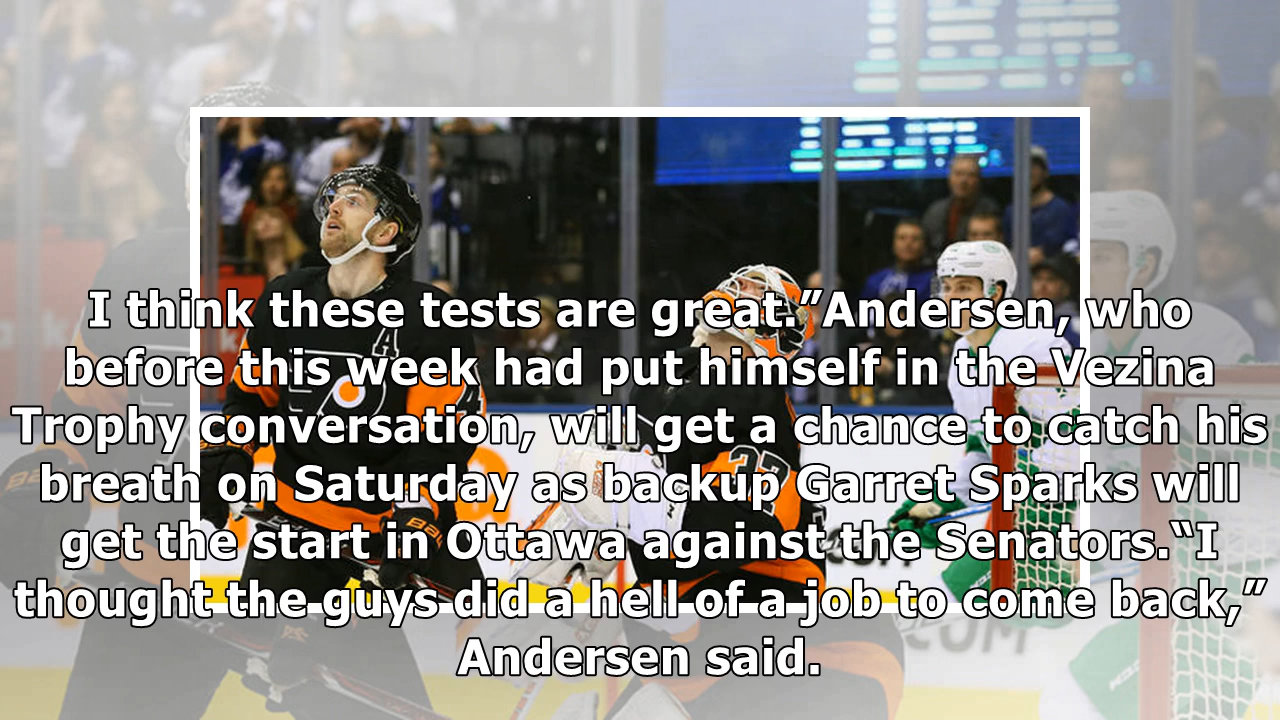 I think these tests are great.”Andersen, who
before this week had put himself in the Vezina
Trophy conversation, will get a chance to catch his
breath on Saturday as backup Garret Sparks will
get the start in Ottawa against the Senators.“I
thought the guys did a hell of a job to come back,”
Andersen said.
A
37